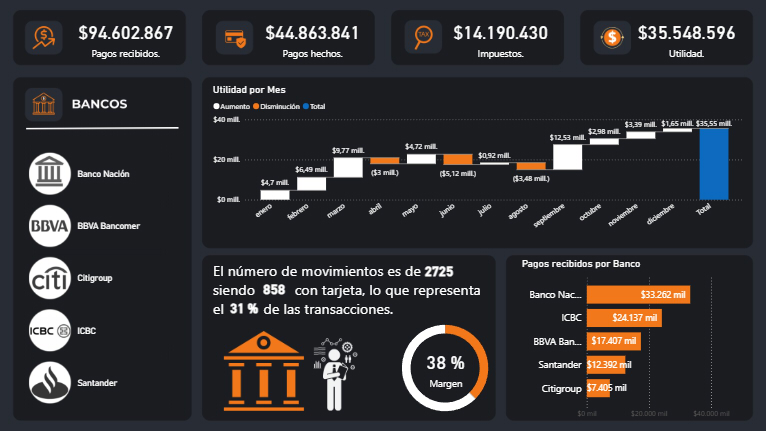 $94.602.867
Pagos recibidos.
$44.863.841
Pagos hechos.
TAX
$14.190.430
Impuestos.
$35.548.596
Utilidad.
BANCOS
Banco Nación
BBVA
BBVA Bancomer
citi
Citigroup
ICBC
ICBC
Santander
Utilidad por Mes
Aumento Disminución Total
$40 mill.
$20 mill.
$0 mill.
$4,7 mill.
$6,49 mill.
$9,77 mill.
($3 mill.)
$4,72 mill.
($5,12 mill.)
$0,92 mill.
($3,48 mill.)
$12,53 mill.
$2,98 mill.
$3,39 mill.
$1,65 mill.
$35,55 mill.
enero
febrero
marzo
abril
mayo
junio
julio
agosto
septiembre
octubre
noviembre
diciembre
Total
El número de movimientos es de 2725
siendo 858 con tarjeta, lo que representa
el 31 % de las transacciones.
38 %
Margen
Pagos recibidos por Banco
Banco Nac... $33.262 mil
ICBC $24.137 mil
BBVA Ban... $17.407 mil
Santander $12.392 mil
Citigroup $7.405 mil
$0 mil $20.000 mil $40.000 mil